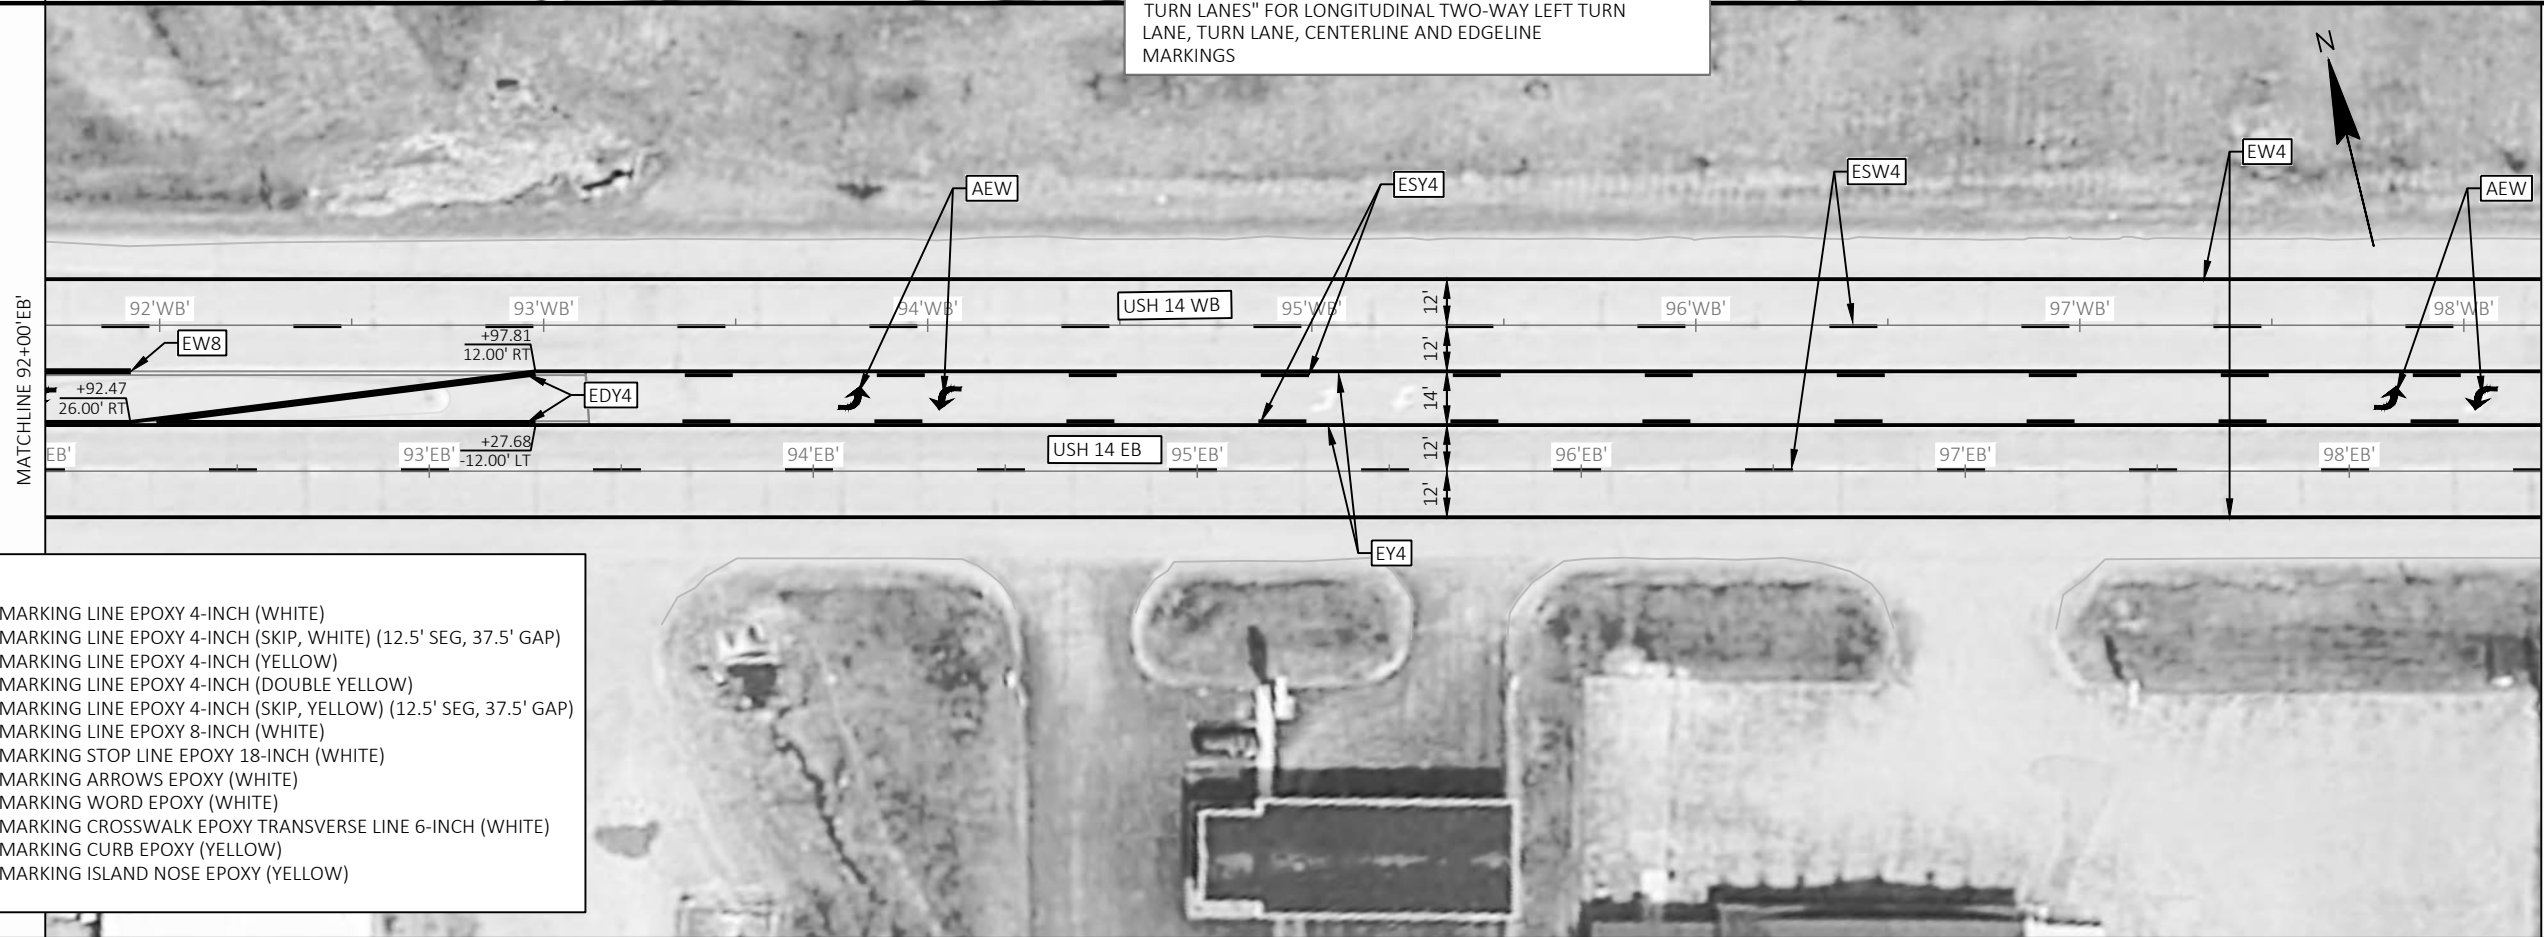 TURN LANES" FOR LONGITUDINAL TWO-WAY LEFT TURN
LANE, TURN LANE, CENTERLINE AND EDGELINE
MARKINGS
N
EW4
ESW4
ESY4
AEW
AEW
MATCHLINE 92+00'EB'
92'WB'
93'WB'
94'WB'
USH 14 WB
95'WB'
96'WB'
97'WB'
98'WB'
12'
12'
14'
12'
12'
EW8
+97.81
12.00' RT
+92.47
26.00' RT
EDY4
+27.68
-12.00' LT
EB'
93'EB'
94'EB'
USH 14 EB
95'EB'
96'EB'
97'EB'
98'EB'
EY4
MARKING LINE EPOXY 4-INCH (WHITE)
MARKING LINE EPOXY 4-INCH (SKIP, WHITE) (12.5' SEG, 37.5' GAP)
MARKING LINE EPOXY 4-INCH (YELLOW)
MARKING LINE EPOXY 4-INCH (DOUBLE YELLOW)
MARKING LINE EPOXY 4-INCH (SKIP, YELLOW) (12.5' SEG, 37.5' GAP)
MARKING LINE EPOXY 8-INCH (WHITE)
MARKING STOP LINE EPOXY 18-INCH (WHITE)
MARKING ARROWS EPOXY (WHITE)
MARKING WORD EPOXY (WHITE)
MARKING CROSSWALK EPOXY TRANSVERSE LINE 6-INCH (WHITE)
MARKING CURB EPOXY (YELLOW)
MARKING ISLAND NOSE EPOXY (YELLOW)